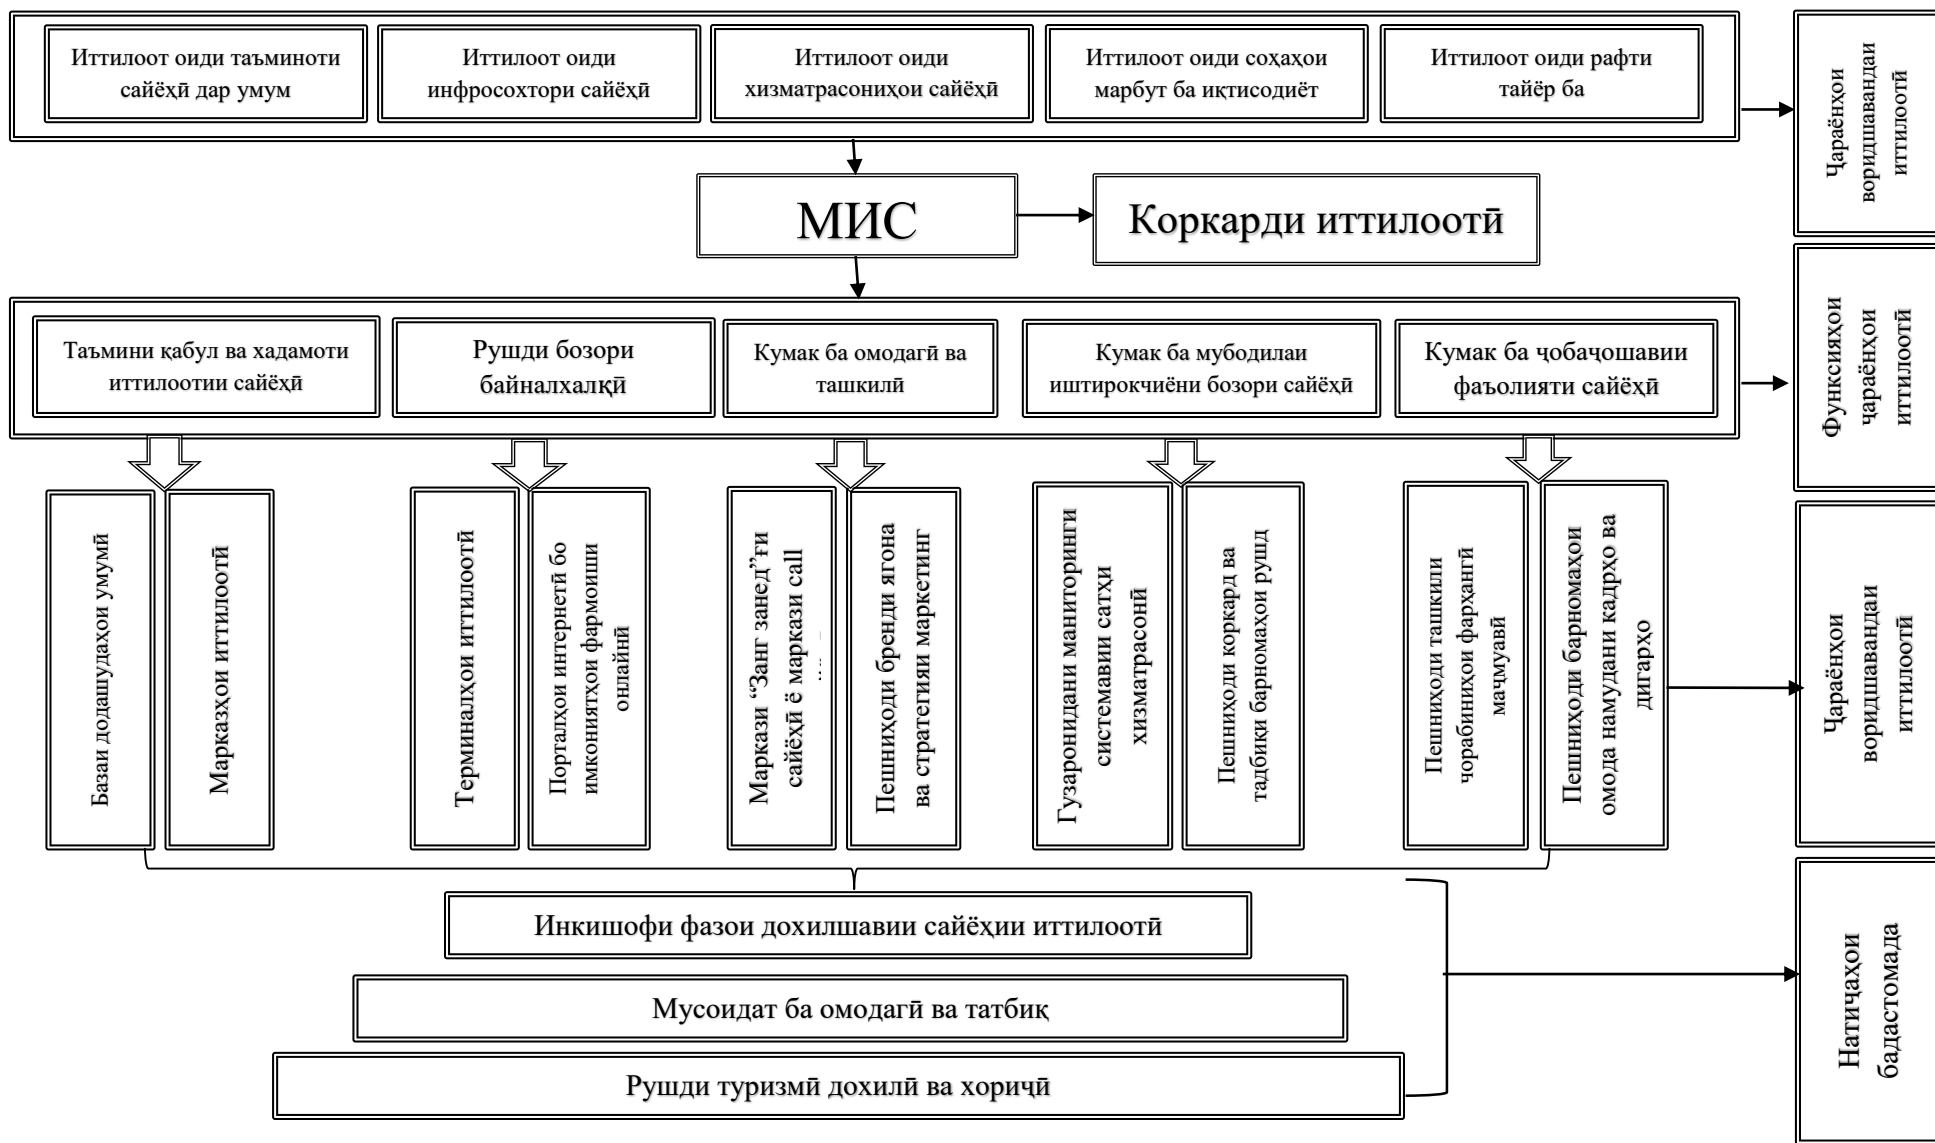 Иттилоот оиди таъминоти
сайёҳӣ дар умум
Иттилоот оиди
инфросохтори сайёҳӣ
Иттилоот оиди
хизматрасониҳои сайёҳӣ
Иттилоот оиди соҳаҳои
марбут ба иқтисодиёт
Иттилоот оиди рафти
тайёр ба
Ҷараёнҳои
воридшавандаи
иттилоотӣ
МИС
Коркарди иттилоотӣ
Таъмини қабул ва хадамоти
иттилоотии сайёҳӣ
Рушди бозори
байналхалқӣ
Кумак ба омодагӣ ва
ташкилӣ
Кумак ба мубодилаи
иштирокчиёни бозори сайёҳӣ
Кумак ба ҷобаҷошавии
фаъолияти сайёҳӣ
Функсияҳои
ҷараёнҳои
иттилоотӣ
Базаи додашудаҳои умумӣ
Марказҳои иттилоотӣ
Терминалҳои иттилоотӣ
Порталҳои интернетӣ бо
имкониятҳои фармоиши
онлайнӣ
Маркази “Занг занед”ғи
сайёҳӣ ё маркази call
Пешниҳоди бренди ягона
ва стратегияи маркетинг
Гузаронидани маниторинги
системавии сатҳи
хизматрасонӣ
Пешниҳоди коркард ва
тадбиқи барномаҳои рушд
Пешниҳоди ташкили
чорабиниҳои фарҳангӣ
маҷмуавӣ
Пешниҳоди барномаҳои
омода намудани кадрҳо ва
дигарҳо
Ҷараёнҳои
воридшавандаи
иттилоотӣ
Инкишофи фазои дохилшавии сайёҳии иттилоотӣ
Мусоидат ба омодагӣ ва татбиқ
Рушди туризмӣ дохилӣ ва хориҷӣ
Натиҷаҳои
бадастомада